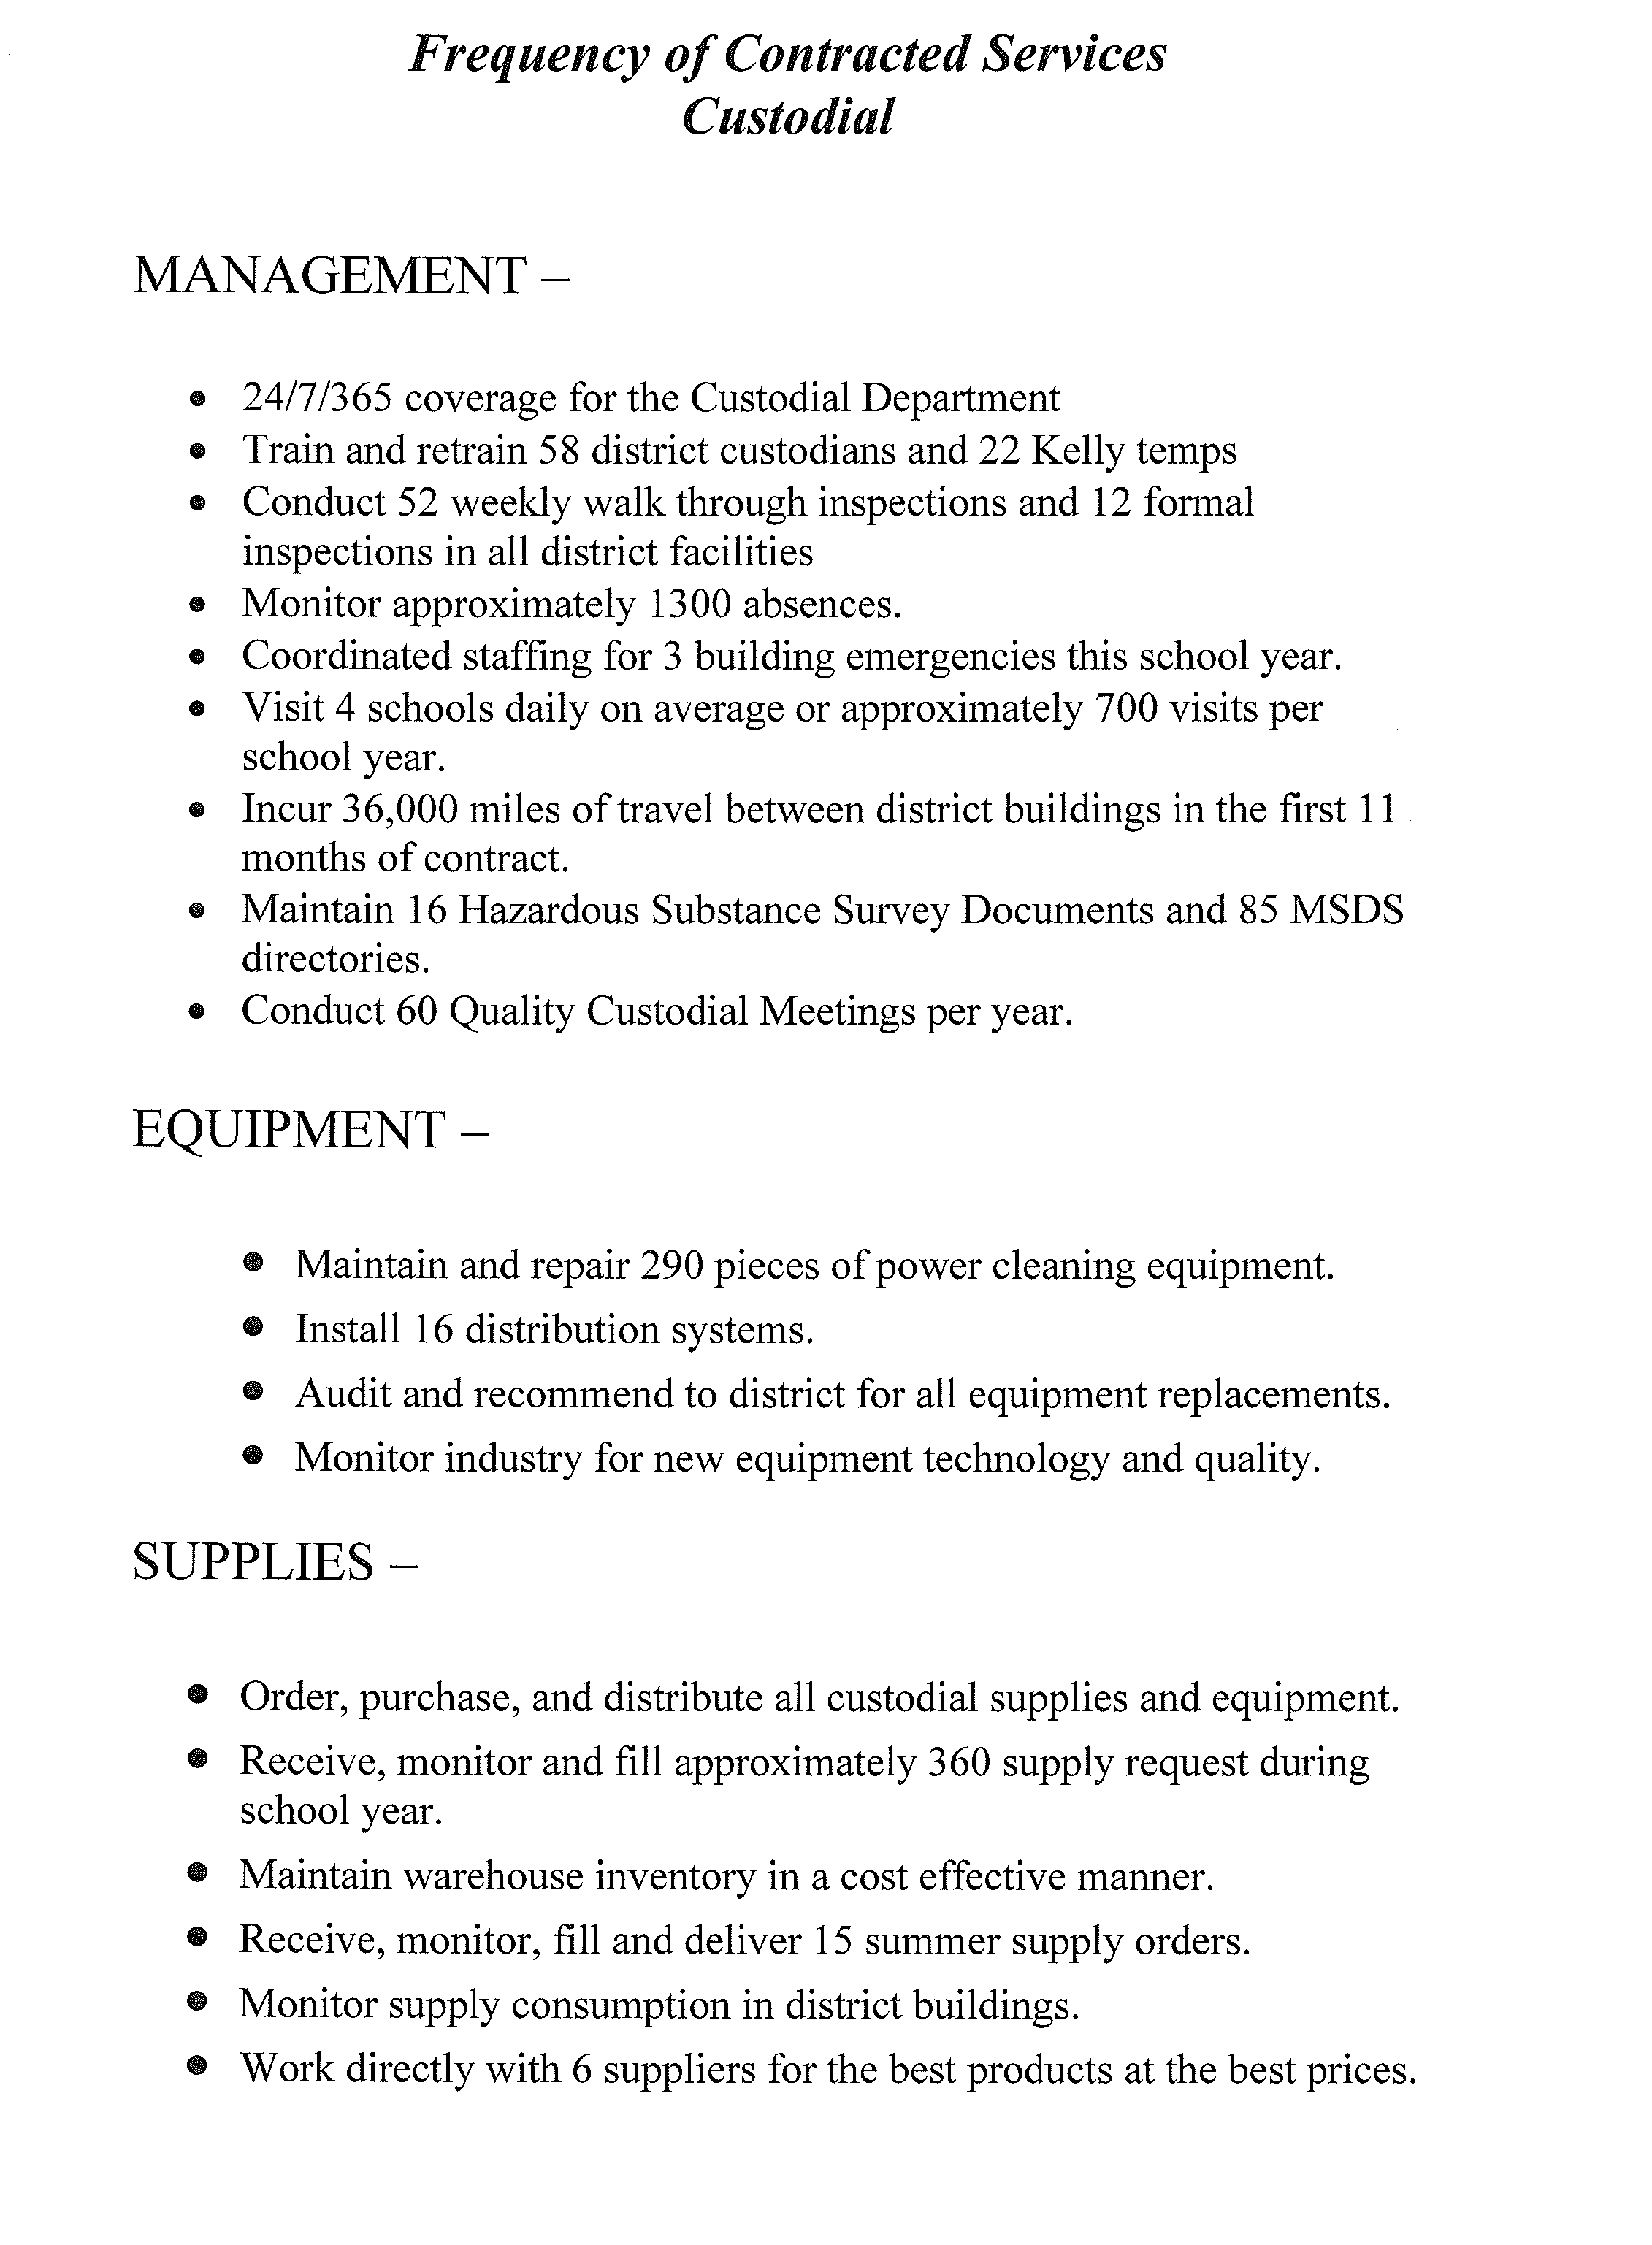 Frequency of Contracted Services
Custodial
MANAGEMENT –
• 24/7/365 coverage for the Custodial Department
• Train and retrain 58 district custodians and 22 Kelly temps
• Conduct 52 weekly walk through inspections and 12 formal
inspections in all district facilities
• Monitor approximately 1300 absences.
• Coordinated staffing for 3 building emergencies this school year.
• Visit 4 schools daily on average or approximately 700 visits per
school year.
• Incur 36,000 miles of travel between district buildings in the first 11
months of contract.
• Maintain 16 Hazardous Substance Survey Documents and 85 MSDS
directories.
• Conduct 60 Quality Custodial Meetings per year.
EQUIPMENT –
• Maintain and repair 290 pieces of power cleaning equipment.
• Install 16 distribution systems.
• Audit and recommend to district for all equipment replacements.
• Monitor industry for new equipment technology and quality.
SUPPLIES –
• Order, purchase, and distribute all custodial supplies and equipment.
• Receive, monitor and fill approximately 360 supply request during
school year.
• Maintain warehouse inventory in a cost effective manner.
• Receive, monitor, fill and deliver 15 summer supply orders.
• Monitor supply consumption in district buildings.
• Work directly with 6 suppliers for the best products at the best prices.